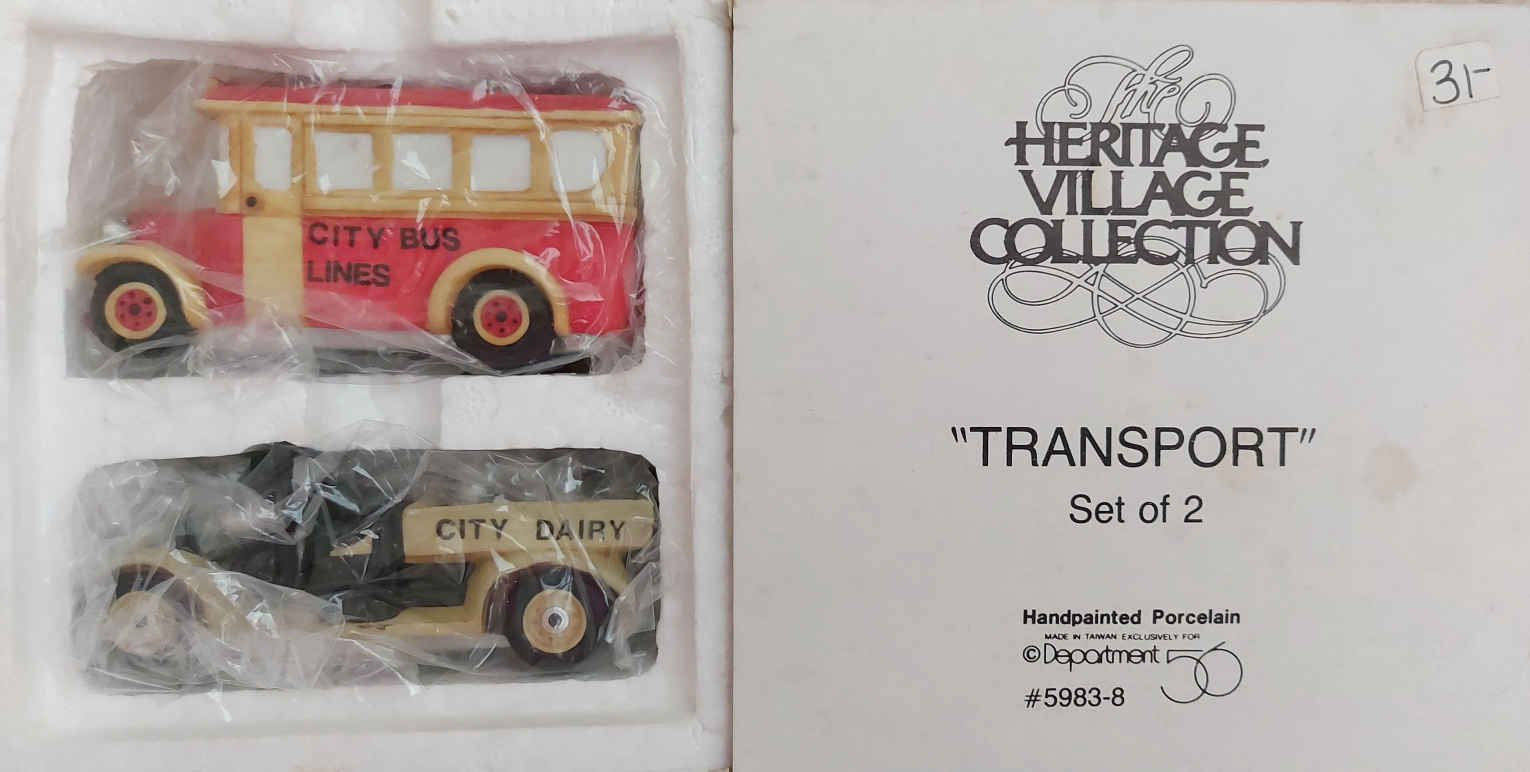 CITY BUS
LINES
CITY DAIRY
31-
The
HERITAGE
VILLAGE
COLLECTION
"TRANSPORT"
Set of 2
Handpainted Porcelain
MADE IN TAIWAN EXCLUSIVELY FOR
©Department 56
#5983-8